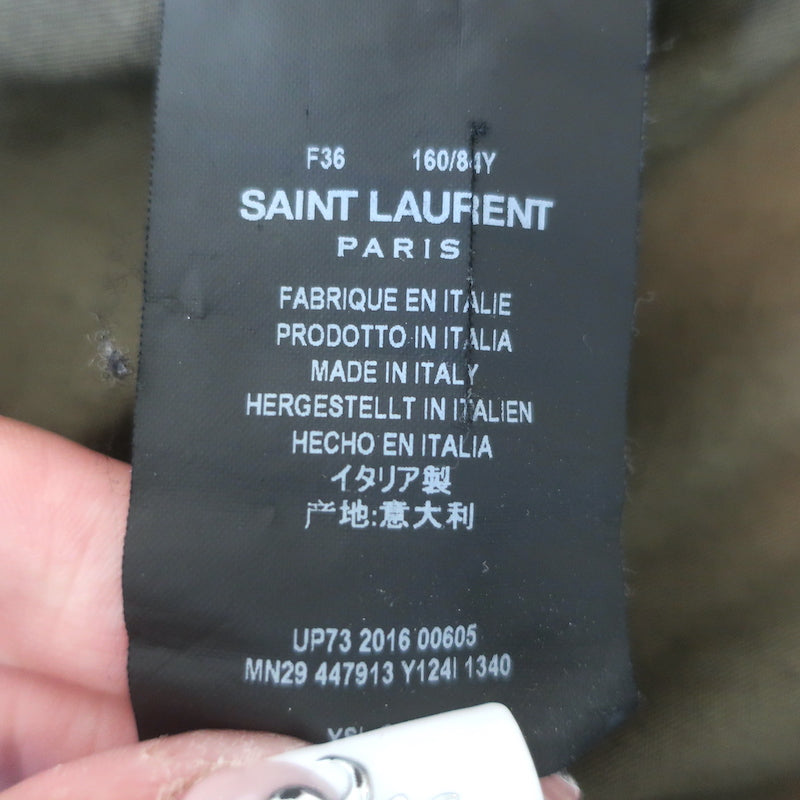 F36 160/84Y
SAINT LAURENT
PARIS
FABRIQUE EN ITALIE
PRODOTTO IN ITALIA
MADE IN ITALY
HERGESTELLT IN ITALIEN
HECHO EN ITALIA
イタリア製
产地:意大利
UP73 2016 00605
MN29 447913 Y124I 1340